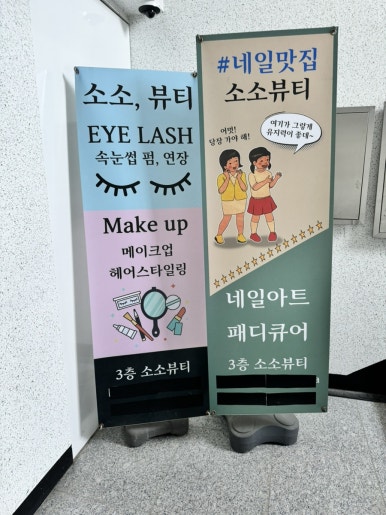 소소, 뷰티
EYE LASH
속눈썹 펌, 연장
Make up
메이크업
헤어스타일링
3층 소소뷰티
#네일맛집
소소뷰티
어멋!
당장 가야 해!
여기가 그렇게
유지력이 좋데~
네일아트
패디큐어
3층 소소뷰티